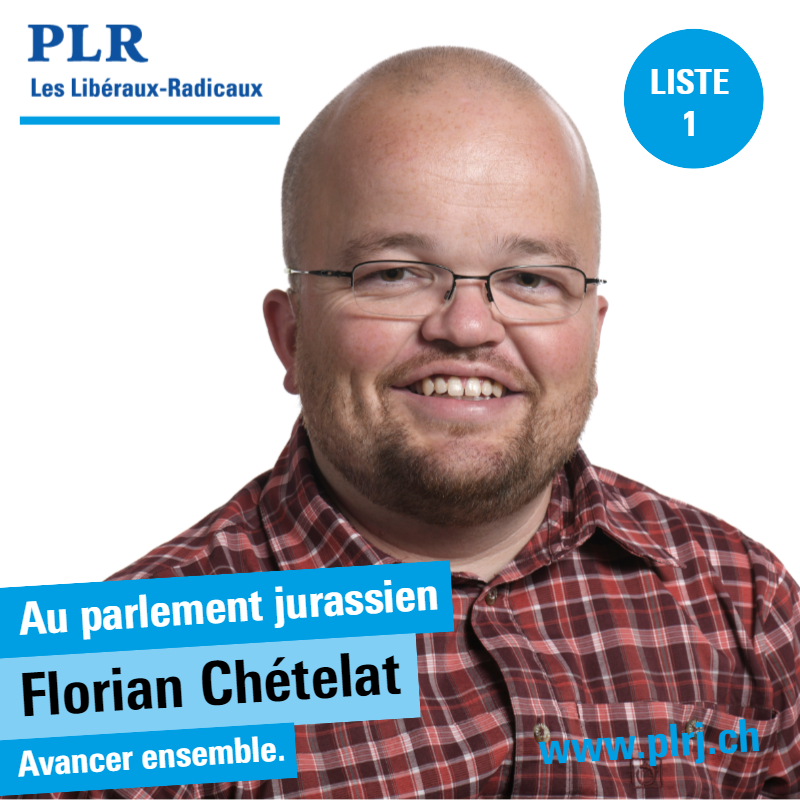 PLR
Les Libéraux-Radicaux
LISTE
1
Au parlement jurassien
Florian Chételat
Avancer ensemble.
www.plrj.ch